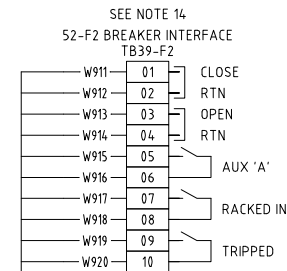 SEE NOTE 14
52-F2 BREAKER INTERFACE
TB39-F2
W911 01 CLOSE
W912 02 RTN
W913 03 OPEN
W914 04 RTN
W915 05
AUX 'A'
W916 06
W917 07
RACKED IN
W918 08
W919 09
TRIPPED
W920 10